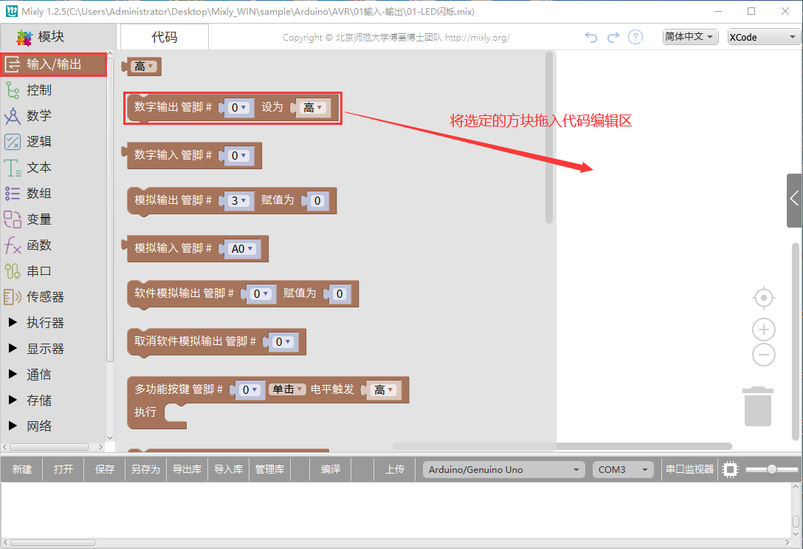 Mixly 1.2.5(C:\Users\Administrator\Desktop\Mixly_WIN\sample\Arduino\AVR\01输入-输出\01-LED闪烁.mix)
模块
代码
Copyright © 北京师范大学傅骞博士团队 http://mixly.org/
?
简体中文
XCode
输入/输出
控制
数学
逻辑
文本
数组
变量
函数
串口
传感器
执行器
显示器
通信
存储
网络
高
数字输出 管脚 # 0 设为 高
数字输入 管脚 # 0
模拟输出 管脚 # 3 赋值为 0
模拟输入 管脚 # A0
软件模拟输出 管脚 # 0 赋值为 0
取消软件模拟输出 管脚 # 0
多功能按键 管脚 # 0 单击 电平触发 高
执行
将选定的方块拖入代码编辑区
新建 打开 保存 另存为 导出库 导入库 管理库 编译 上传 Arduino/Genuino Uno COM3 串口监视器